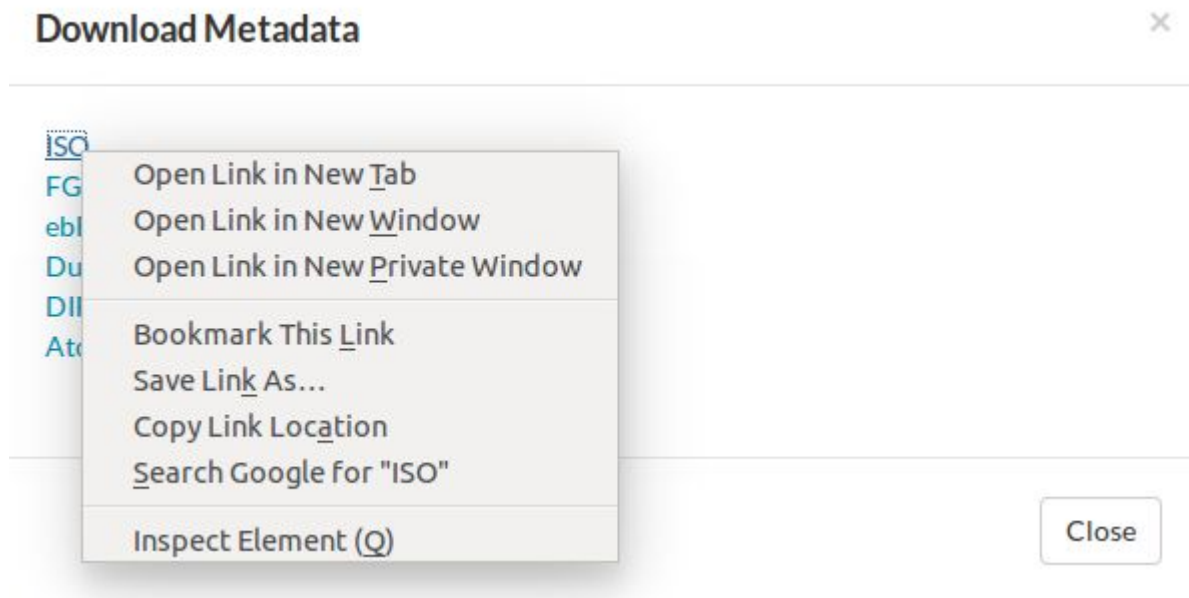 Download Metadata ×
ISO
Open Link in New Tab
Open Link in New Window
Open Link in New Private Window
Bookmark This Link
Save Link As...
Copy Link Location
Search Google for "ISO"
Inspect Element (Q)
Close